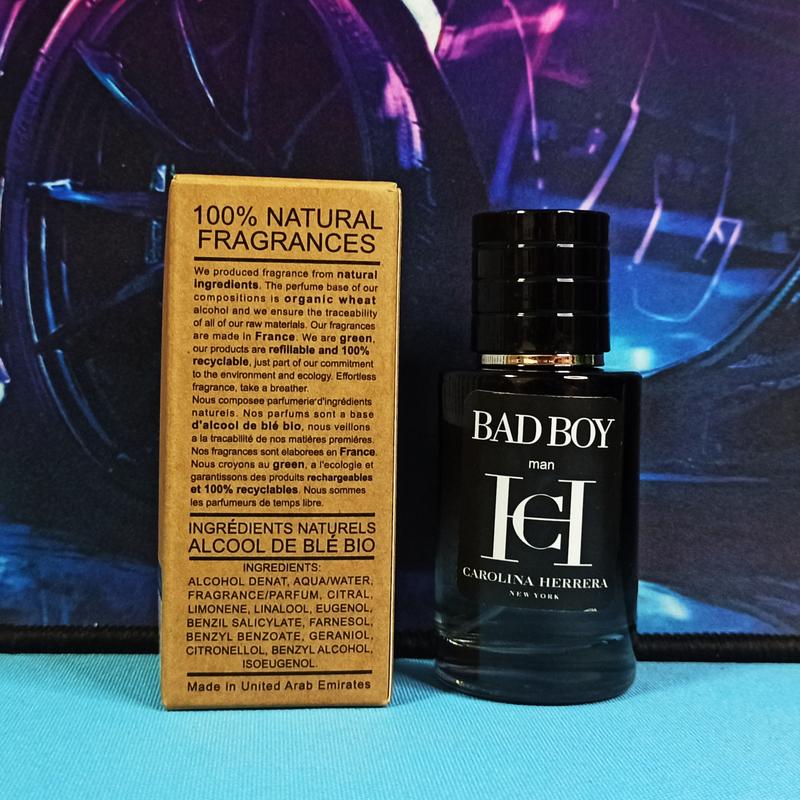 100% NATURAL
FRAGRANCES
We produced fragrance from natural
ingredients. The perfume base of our
compositions is organic wheat
alcohol and we ensure the traceability
of all of our raw materials. Our fragrances
are made in France. We are green,
our products are refillable and 100%
recyclable, just part of our commitment
to the environment and ecology. Effortless
fragrance, take a breather.
Nous composee parfumerie'd'ingrédients
naturels. Nos parfums sont a base
d'alcool de blé bio, nous veillons
a la tracabilité de nos matières premiéres.
Nos fragrances sont élaborees en France.
Nous croyons au green, a l'ecologie et
garantissons des produits rechargeables
et 100% recyclables. Nous sommes
les parfumeurs de temps libre.
INGRÉDIENTS NATURELS
ALCOOL DE BLÉ BIO
INGREDIENTS:
ALCOHOL DENAT, AQUA/WATER,
FRAGRANCE/PARFUM, CITRAL,
LIMONENE, LINALOOL, EUGENOL,
BENZIL SALICYLATE, FARNESOL,
BENZYL BENZOATE, GERANIOL,
CITRONELLOL, BENZYL ALCOHOL,
ISOEUGENOL.
Made in United Arab Emirates
BAD BOY
man
CH
CAROLINA HERRERA
NEW YORK